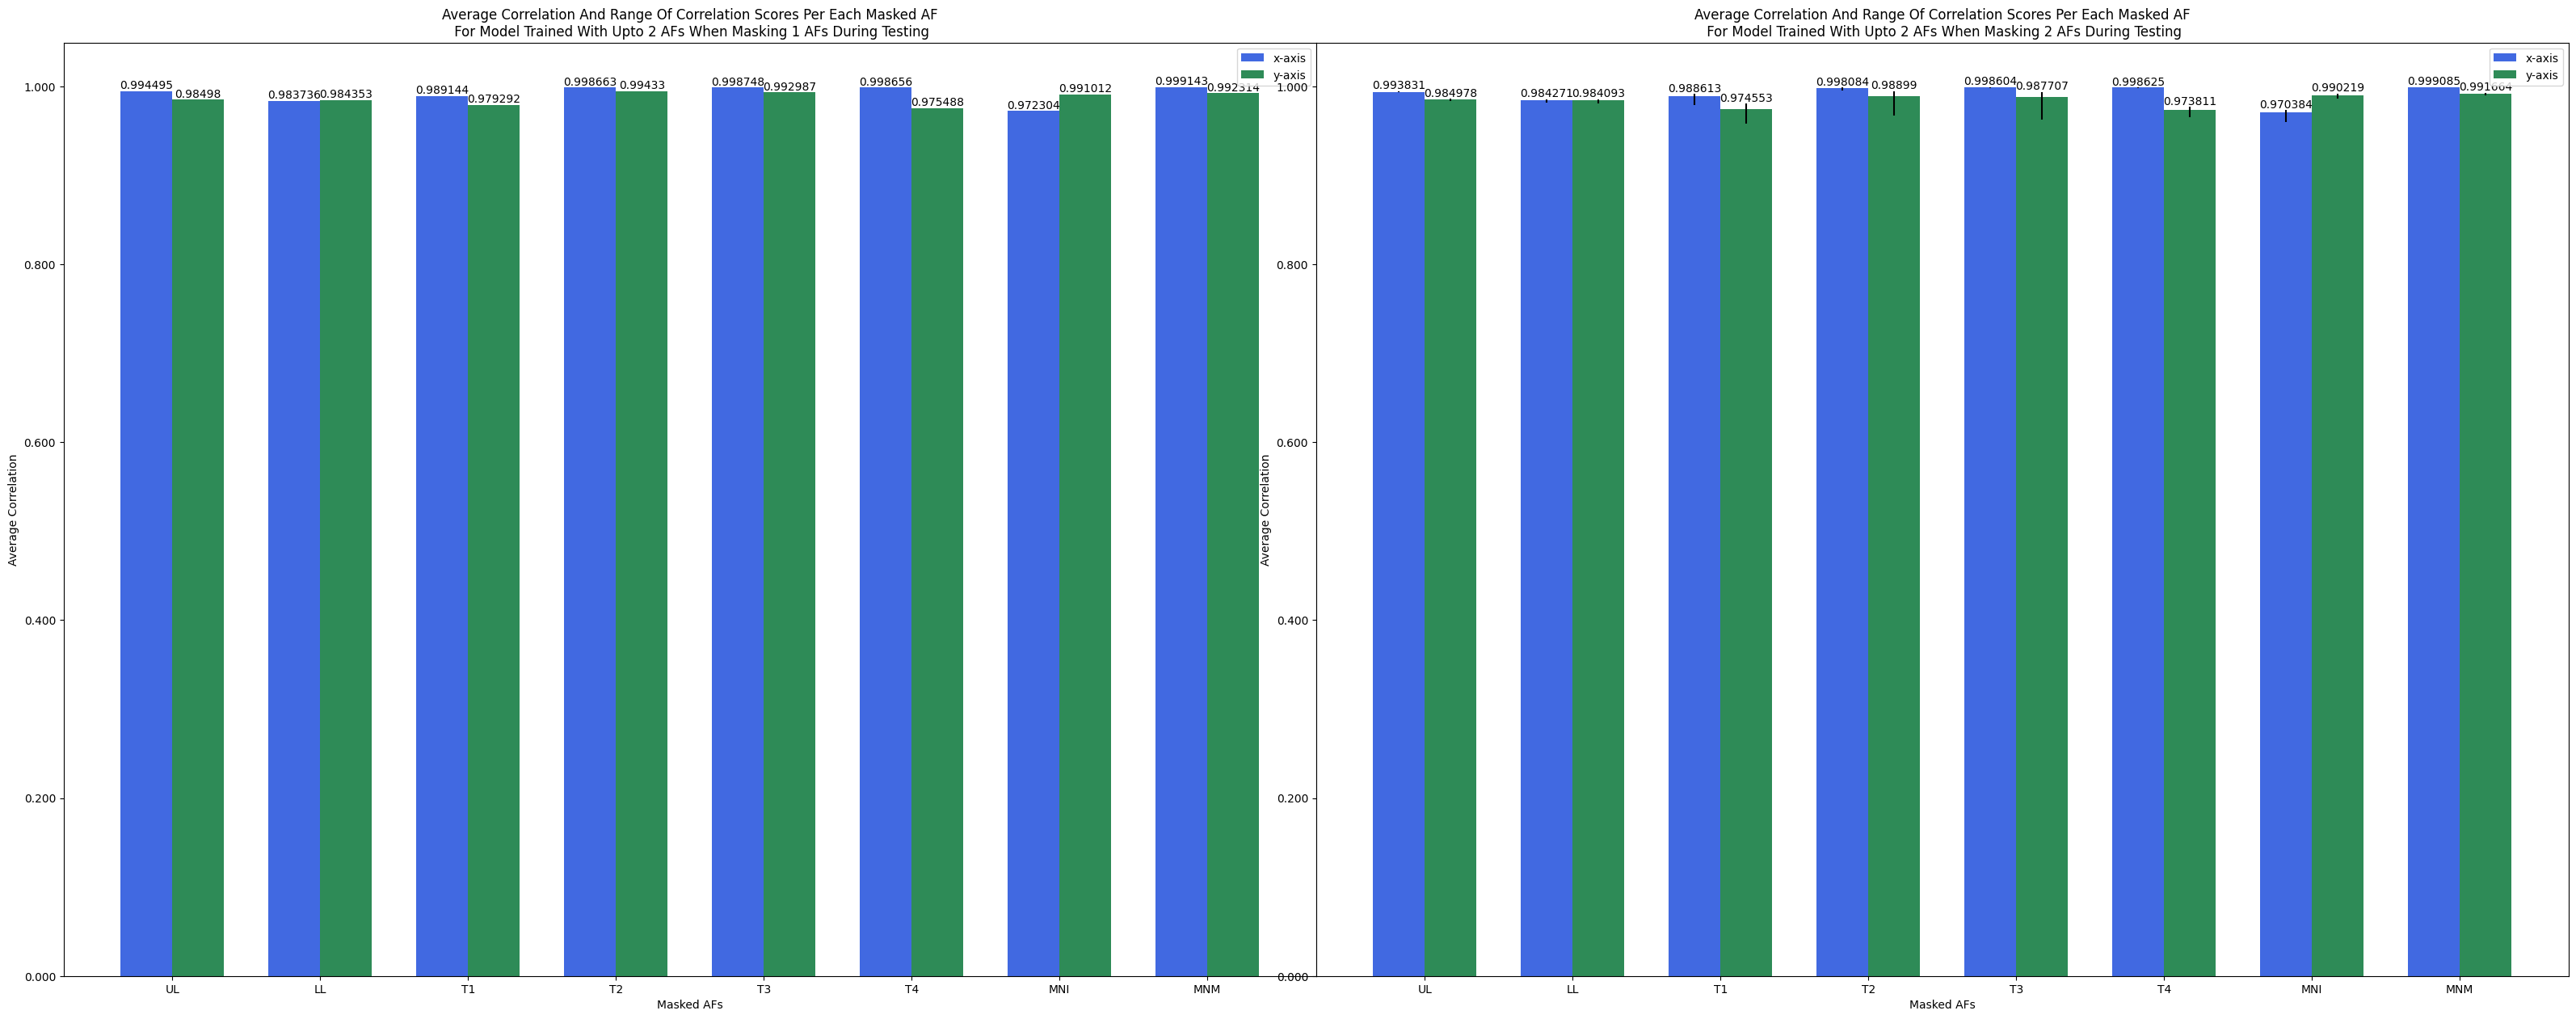 Average Correlation And Range Of Correlation Scores Per Each Masked AF
For Model Trained With Upto 2 AFs When Masking 1 AFs During Testing
x-axis
y-axis
0.994495 0.98498 0.983736 0.984353 0.989144 0.979292 0.998663 0.99433 0.998748 0.992987 0.998656 0.975488 0.972304 0.991012 0.999143 0.992314
1.000
0.800
0.600
0.400
0.200
0.000
Average Correlation
UL LL T1 T2 T3 T4 MNI MNM
Masked AFs
Average Correlation And Range Of Correlation Scores Per Each Masked AF
For Model Trained With Upto 2 AFs When Masking 2 AFs During Testing
x-axis
y-axis
0.993831 0.984978 0.984271 0.984093 0.988613 0.974553 0.998084 0.98899 0.998604 0.987707 0.998625 0.973811 0.970384 0.990219 0.999085
1.000
0.800
0.600
0.400
0.200
0.000
Average Correlation
UL LL T1 T2 T3 T4 MNI MNM
Masked AFs